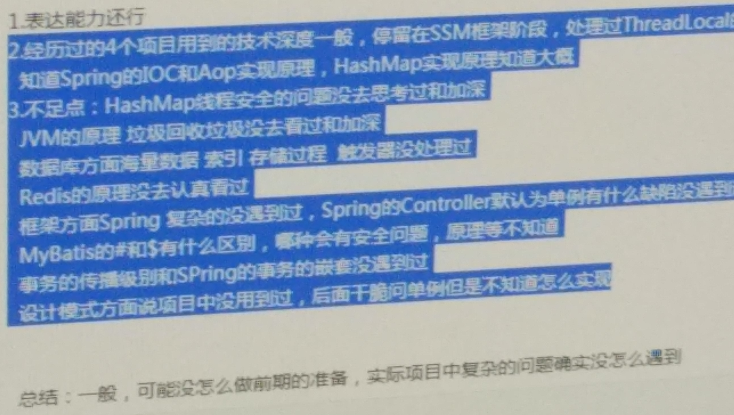 1.表达能力还行
2.经历过的4个项目用到的技术深度一般，停留在SSM框架阶段，处理过ThreadLocal
知道Spring的IOC和Aop实现原理，HashMap实现原理知道大概
3.不足点：HashMap线程安全的问题没去思考过和加深
JVM的原理 垃圾回收垃圾没去看过和加深
数据库方面海量数据 索引 存储过程 触发器没处理过
Redis的原理没去认真看过
框架方面Spring 复杂的没遇到过，Spring的Controller默认为单例有什么缺陷没遇到
MyBatis的#和$有什么区别，哪种会有安全问题，原理等不知道
事务的传播级别和SPring的事务的嵌套没遇到过
设计模式方面说项目中没用到过，后面干脆问单例但是不知道怎么实现
总结：一般，可能没怎么做前期的准备，实际项目中复杂的问题确实没怎么遇到